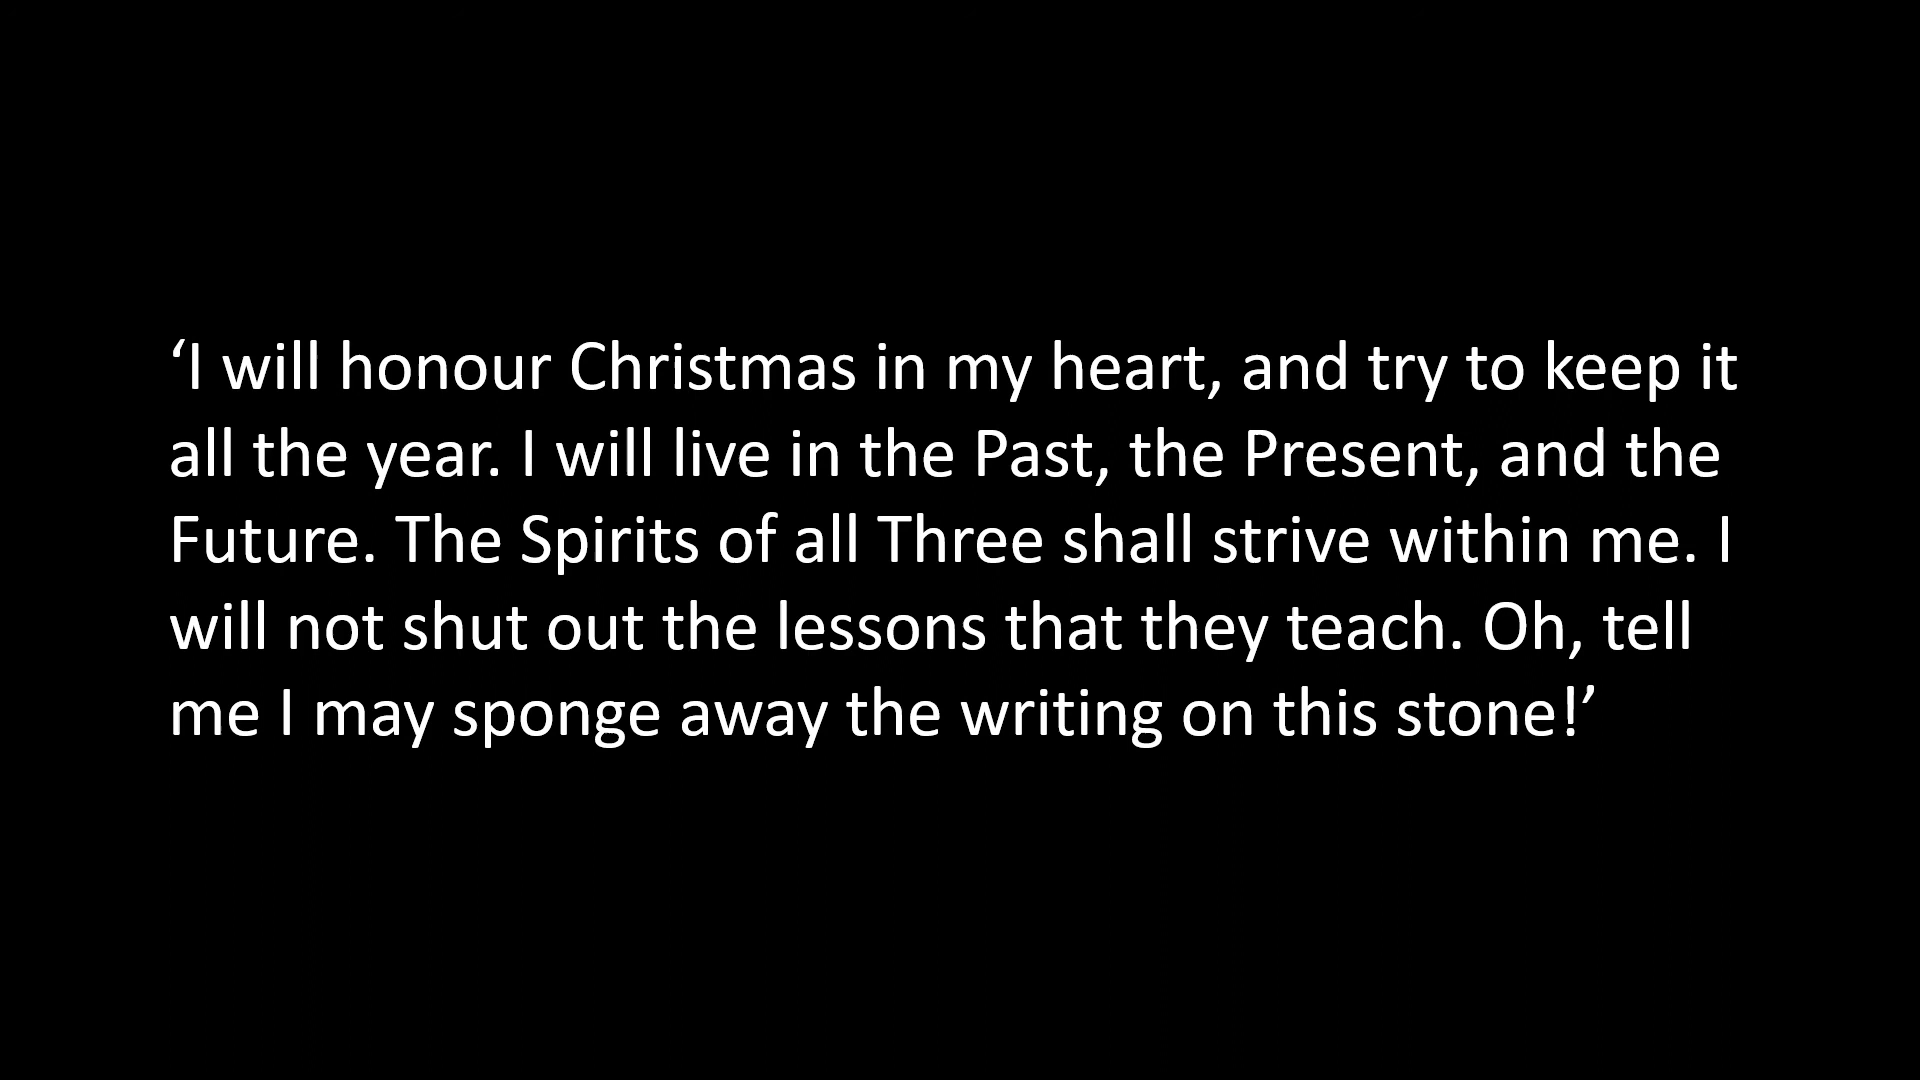 ‘I will honour Christmas in my heart, and try to keep it
all the year. I will live in the Past, the Present, and the
Future. The Spirits of all Three shall strive within me. I
will not shut out the lessons that they teach. Oh, tell
me I may sponge away the writing on this stone!’